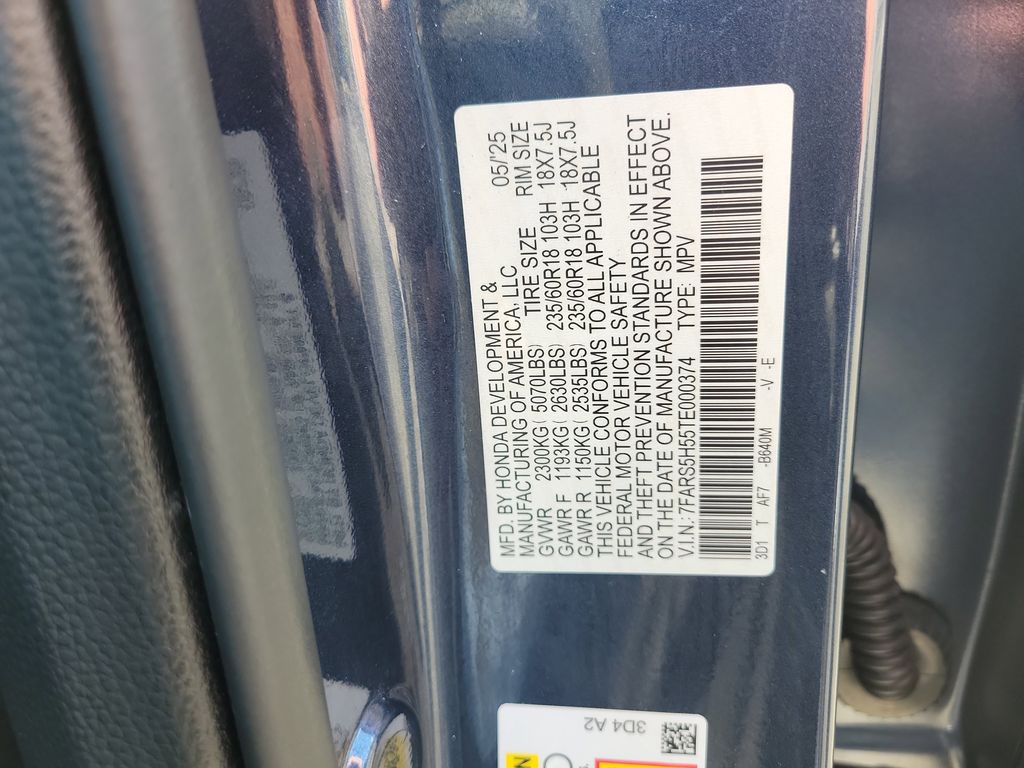 MFD. BY HONDA DEVELOPMENT & 05/'25
MANUFACTURING OF AMERICA, LLC TIRE SIZE RIM SIZE
GVWR 2300KG( 5070LBS)
GAWR F 1193KG ( 2630LBS) 235/60R18 103H 18X7.5J
GAWR R 1150KG( 2535LBS) 235/60R18 103H 18X7.5J
THIS VEHICLE CONFORMS TO ALL APPLICABLE
FEDERAL MOTOR VEHICLE SAFETY
AND THEFT PREVENTION STANDARDS IN EFFECT
ON THE DATE OF MANUFACTURE SHOWN ABOVE.
V.I.N.: 7FARS5H55TE000374 TYPE: MPV
3D1 T AF7 -B640M -V -E
3D4 A2